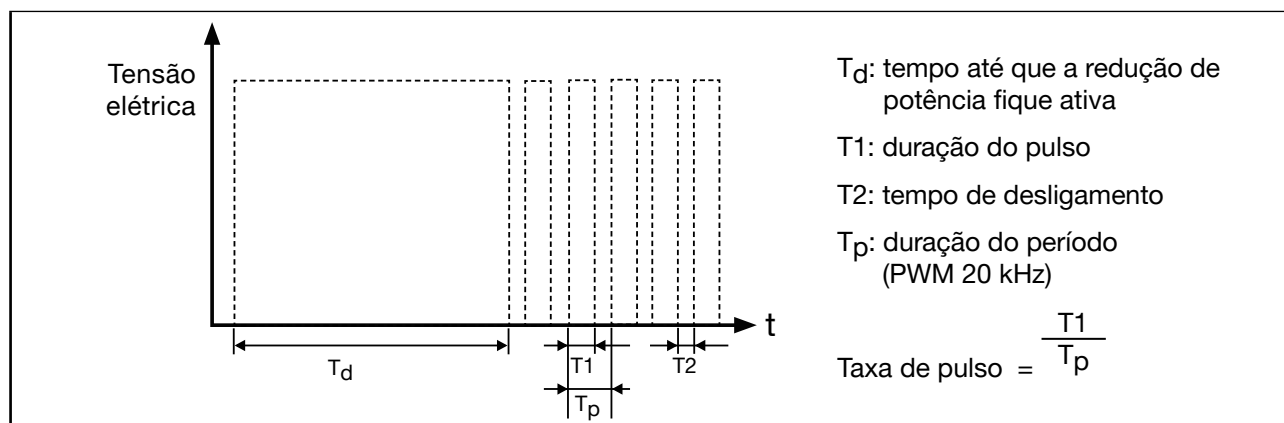 Tensão
elétrica
t
Td
T1
T2
Tp
Td: tempo até que a redução de
potência fique ativa
T1: duração do pulso
T2: tempo de desligamento
Tp: duração do período
(PWM 20 kHz)
Taxa de pulso = T1
Tp